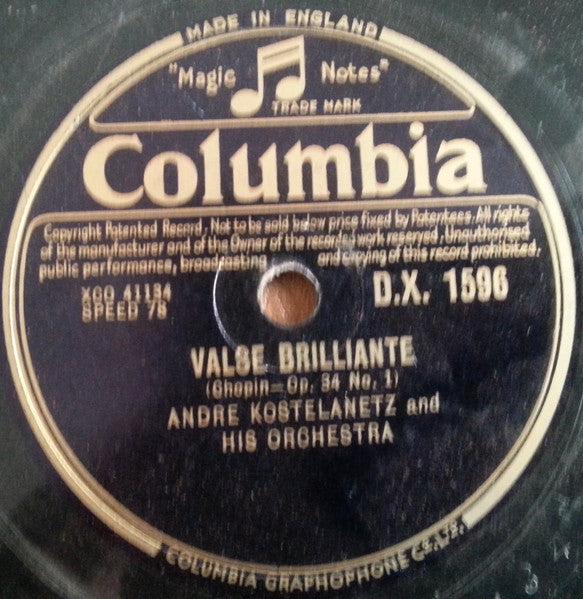 MADE IN ENGLAND
"Magic Notes"
TRADE MARK
Columbia
Copyright Patented Record, Not to be sold below price fixed by Patentees. All rights
of the manufacturer and of the Owner of the recorded work reserved. Unauthorised
public performance, broadcasting and copying of this record prohibited.
XCO 41134
SPEED 78
D.X. 1596
VALSE BRILLIANTE
(Chopin—Op. 34 No. 1)
ANDRE KOSTELANETZ and
HIS ORCHESTRA
COLUMBIA GRAPHOPHONE CO. LTD.
3